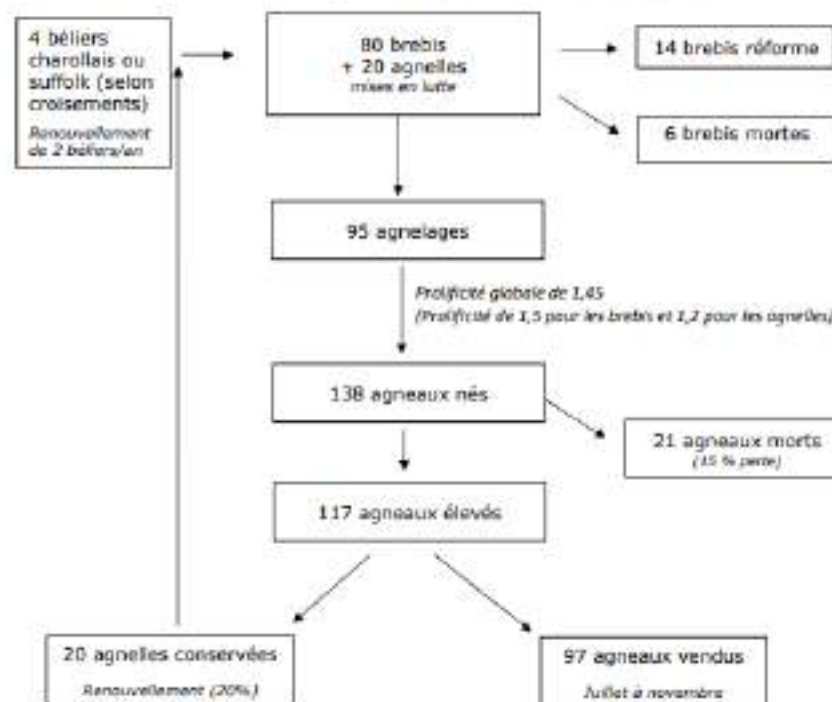 4 béliers
charollais ou
suffolk (selon
croisements)
Renouvellement
de 2 béliers/an
80 brebis
+ 20 agnelles
mises en lutte
14 brebis réforme
6 brebis mortes
95 agnelages
Prolificité globale de 1,45
(Prolificité de 1,5 pour les brebis et 1,2 pour les agnelles)
138 agneaux nés
21 agneaux morts
(15 % perte)
117 agneaux élevés
20 agnelles conservées
Renouvellement (20%)
97 agneaux vendus
Juillet à novembre